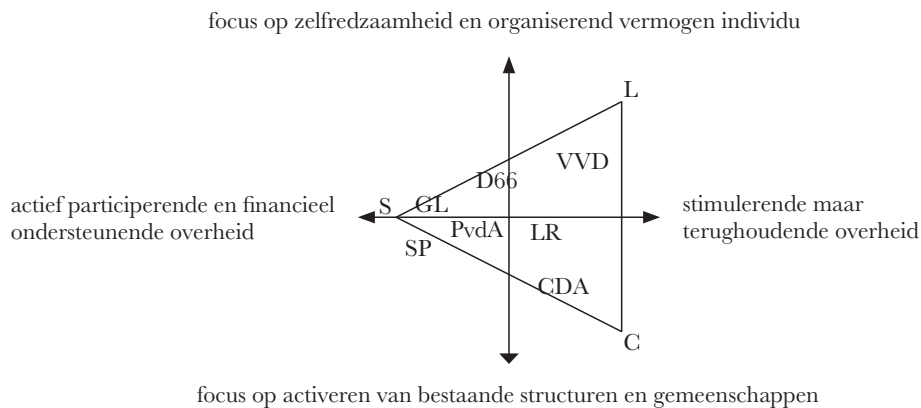 focus op zelfredzaamheid en organiserend vermogen individu
L
VVD
D66
actief participerende en financieel
ondersteunende overheid
S
GL
stimulerende maar
terughoudende overheid
PvdA
LR
SP
CDA
C
focus op activeren van bestaande structuren en gemeenschappen